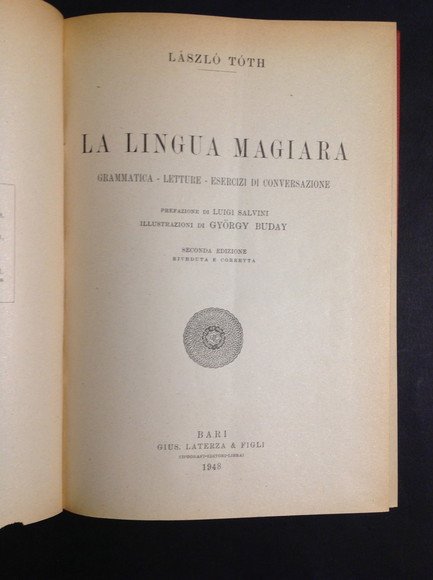 LÁSZLÓ TÓTH
LA LINGUA MAGIARA
GRAMMATICA - LETTURE - ESERCIZI DI CONVERSAZIONE
PREFAZIONE DI LUIGI SALVINI
ILLUSTRAZIONI DI GYÖRGY BUDAY
SECONDA EDIZIONE
RIVEDUTA E CORRETTA
BARI
GIUS. LATERZA & FIGLI
TIPOGRAFI-EDITORI-LIBRAI
1948